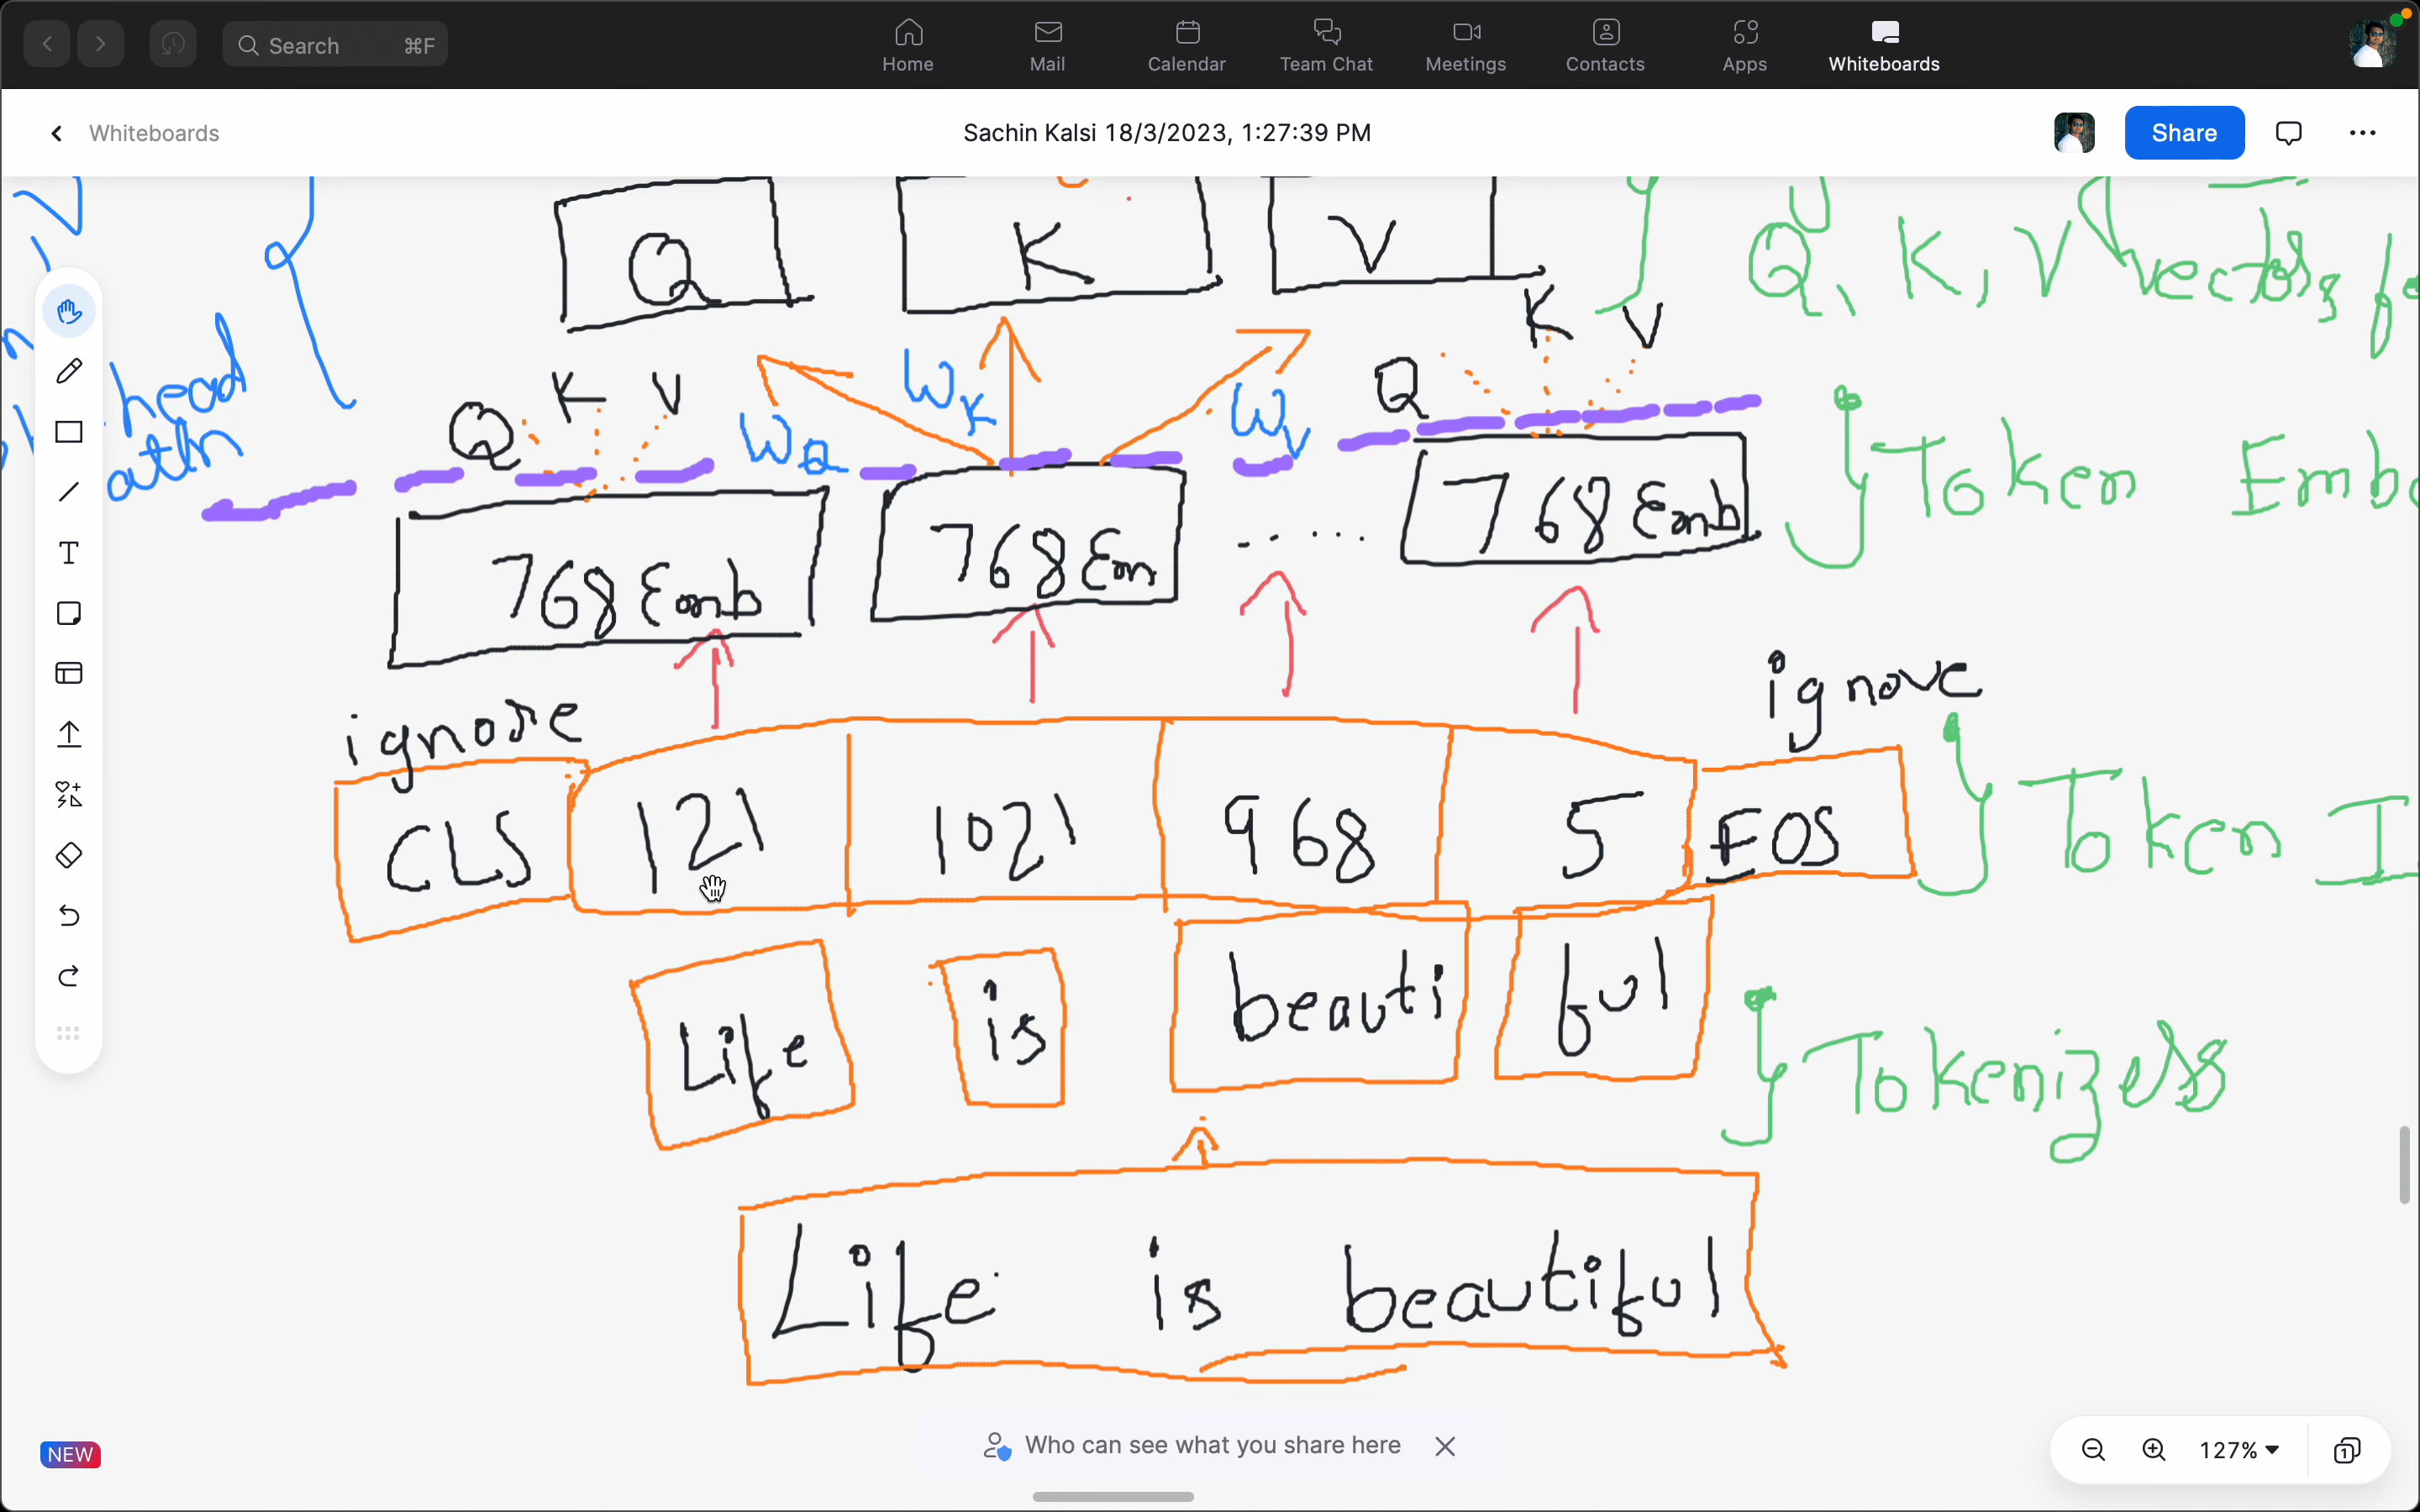 Search ⌘F
Home
Mail
Calendar
Team Chat
Meetings
Contacts
Apps
Whiteboards
Whiteboards
Sachin Kalsi 18/3/2023, 1:27:39 PM
Share
Q
K
V
Q, K, V vectors
head
Q K V
WQ
WK
WV
Q K V
768 Emb
768 Em
768 Emb
Token Emb
ignore
ignore
CLS
121
1021
968
5
EOS
Token I
Life
is
beauti
ful
Tokenizer
Life is beautiful
Who can see what you share here
NEW
127%
1